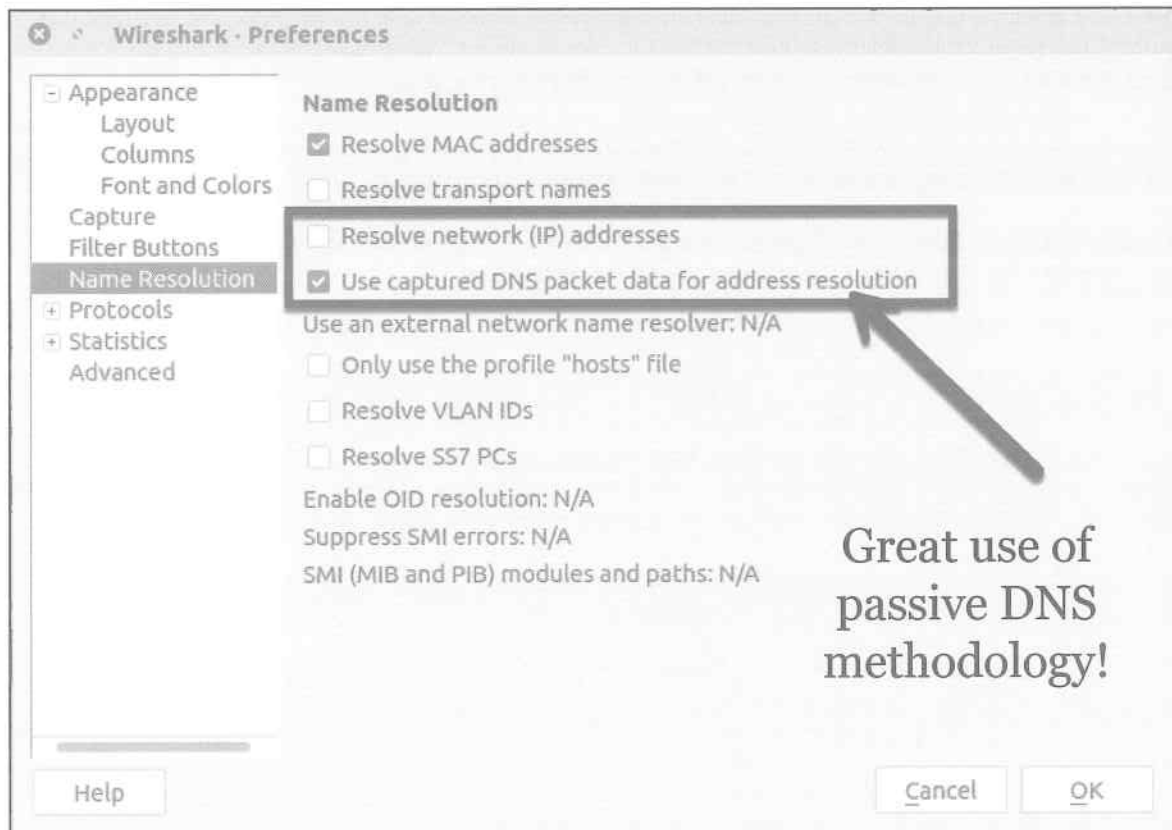 Wireshark · Preferences
Appearance
Layout
Columns
Font and Colors
Capture
Filter Buttons
Name Resolution
Protocols
Statistics
Advanced
Name Resolution
Resolve MAC addresses
Resolve transport names
Resolve network (IP) addresses
Use captured DNS packet data for address resolution
Use an external network name resolver: N/A
Only use the profile "hosts" file
Resolve VLAN IDs
Resolve SS7 PCs
Enable OID resolution: N/A
Suppress SMI errors: N/A
SMI (MIB and PIB) modules and paths: N/A
Great use of
passive DNS
methodology!
Help
Cancel
OK